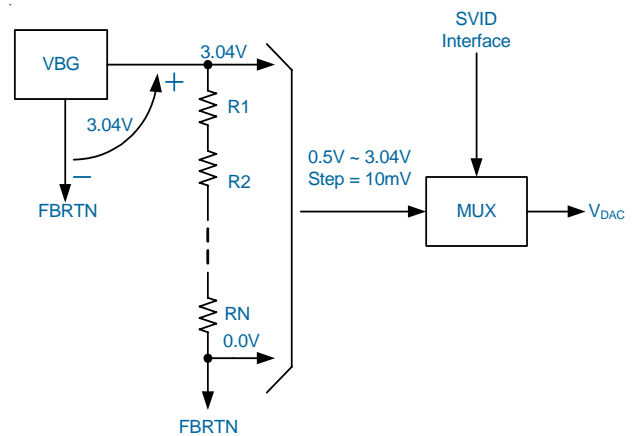 SVID
Interface
VBG
3.04V
+
R1
3.04V
0.5V ~ 3.04V
Step = 10mV
R2
–
MUX
VDAC
FBRTN
RN
0.0V
FBRTN